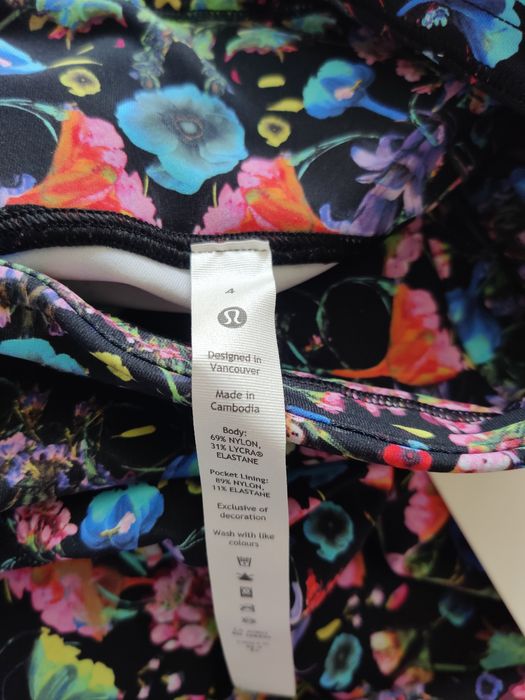 4
Designed in
Vancouver
Made in
Cambodia
Body:
69% NYLON,
31% LYCRA®
ELASTANE
Pocket Lining:
89% NYLON,
11% ELASTANE
Exclusive of
decoration
Wash with like
colours